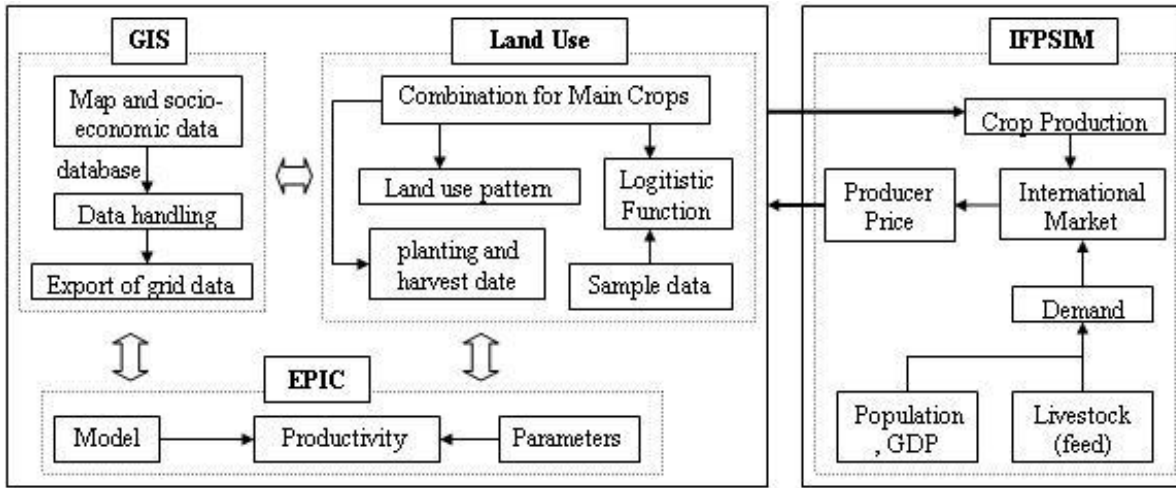 GIS
Map and socio-
economic data
database
Data handling
Export of grid data
Land Use
Combination for Main Crops
Land use pattern
Logitistic
Function
planting and
harvest date
Sample data
EPIC
Model
Productivity
Parameters
IFPSIM
Crop Production
Producer
Price
International
Market
Demand
Population
, GDP
Livestock
(feed)